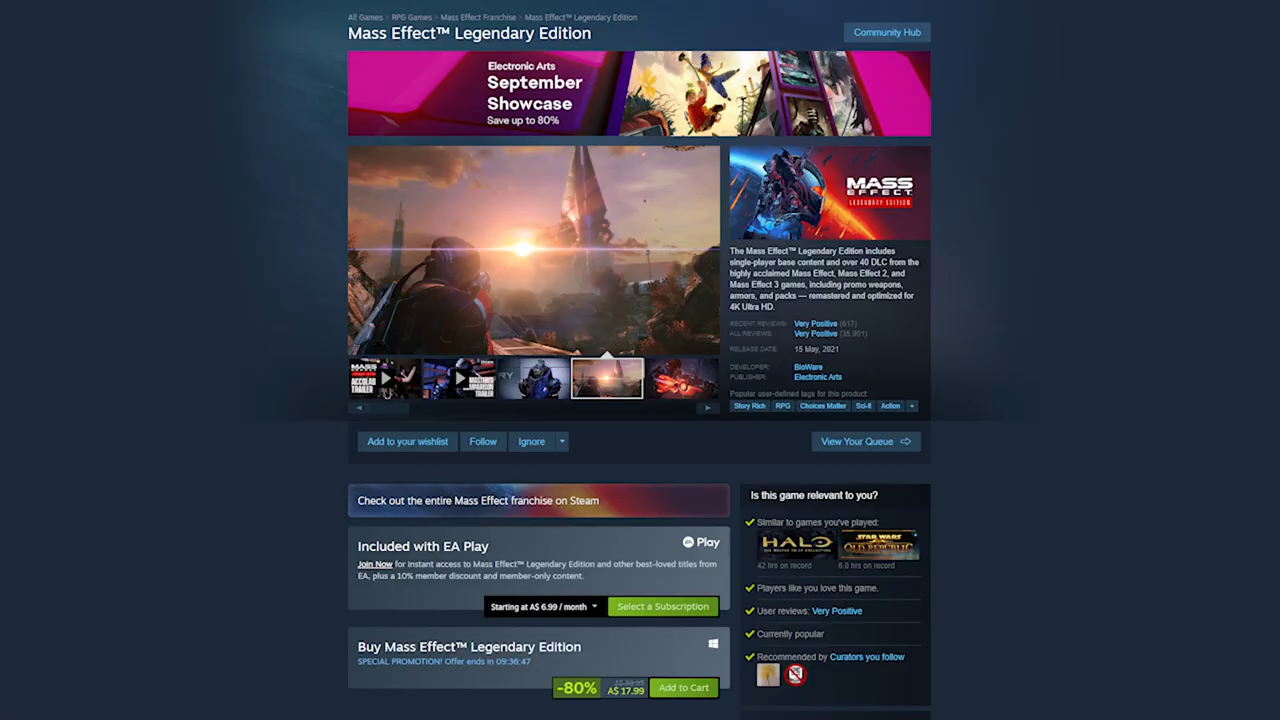 All Games > RPG Games > Mass Effect Franchise > Mass Effect™ Legendary Edition
Mass Effect™ Legendary Edition
Community Hub
Electronic Arts
September
Showcase
Save up to 80%
MASS
EFFECT
LEGENDARY EDITION
The Mass Effect™ Legendary Edition includes
single-player base content and over 40 DLC from the
highly acclaimed Mass Effect, Mass Effect 2, and
Mass Effect 3 games, including promo weapons,
armors, and packs — remastered and optimized for
4K Ultra HD.
RECENT REVIEWS: Very Positive (617)
ALL REVIEWS: Very Positive (35,901)
RELEASE DATE: 15 May, 2021
DEVELOPER: BioWare
PUBLISHER: Electronic Arts
Popular user-defined tags for this product:
Story Rich RPG Choices Matter Sci-fi Action +
TRAILER
TRAILER
Add to your wishlist
Follow
Ignore
View Your Queue
Check out the entire Mass Effect franchise on Steam
Included with EA Play
EA Play
Join Now for instant access to Mass Effect™ Legendary Edition and other best-loved titles from
EA, plus a 10% member discount and member-only content.
Starting at A$ 6.99 / month
Select a Subscription
Buy Mass Effect™ Legendary Edition
SPECIAL PROMOTION! Offer ends in 09:36:47
-80%
A$ 17.99
Add to Cart
Is this game relevant to you?
Similar to games you've played:
HALO
THE MASTER CHIEF COLLECTION
STAR WARS
OLD REPUBLIC
42 hrs on record
6.0 hrs on record
Players like you love this game.
User reviews: Very Positive
Currently popular
Recommended by Curators you follow